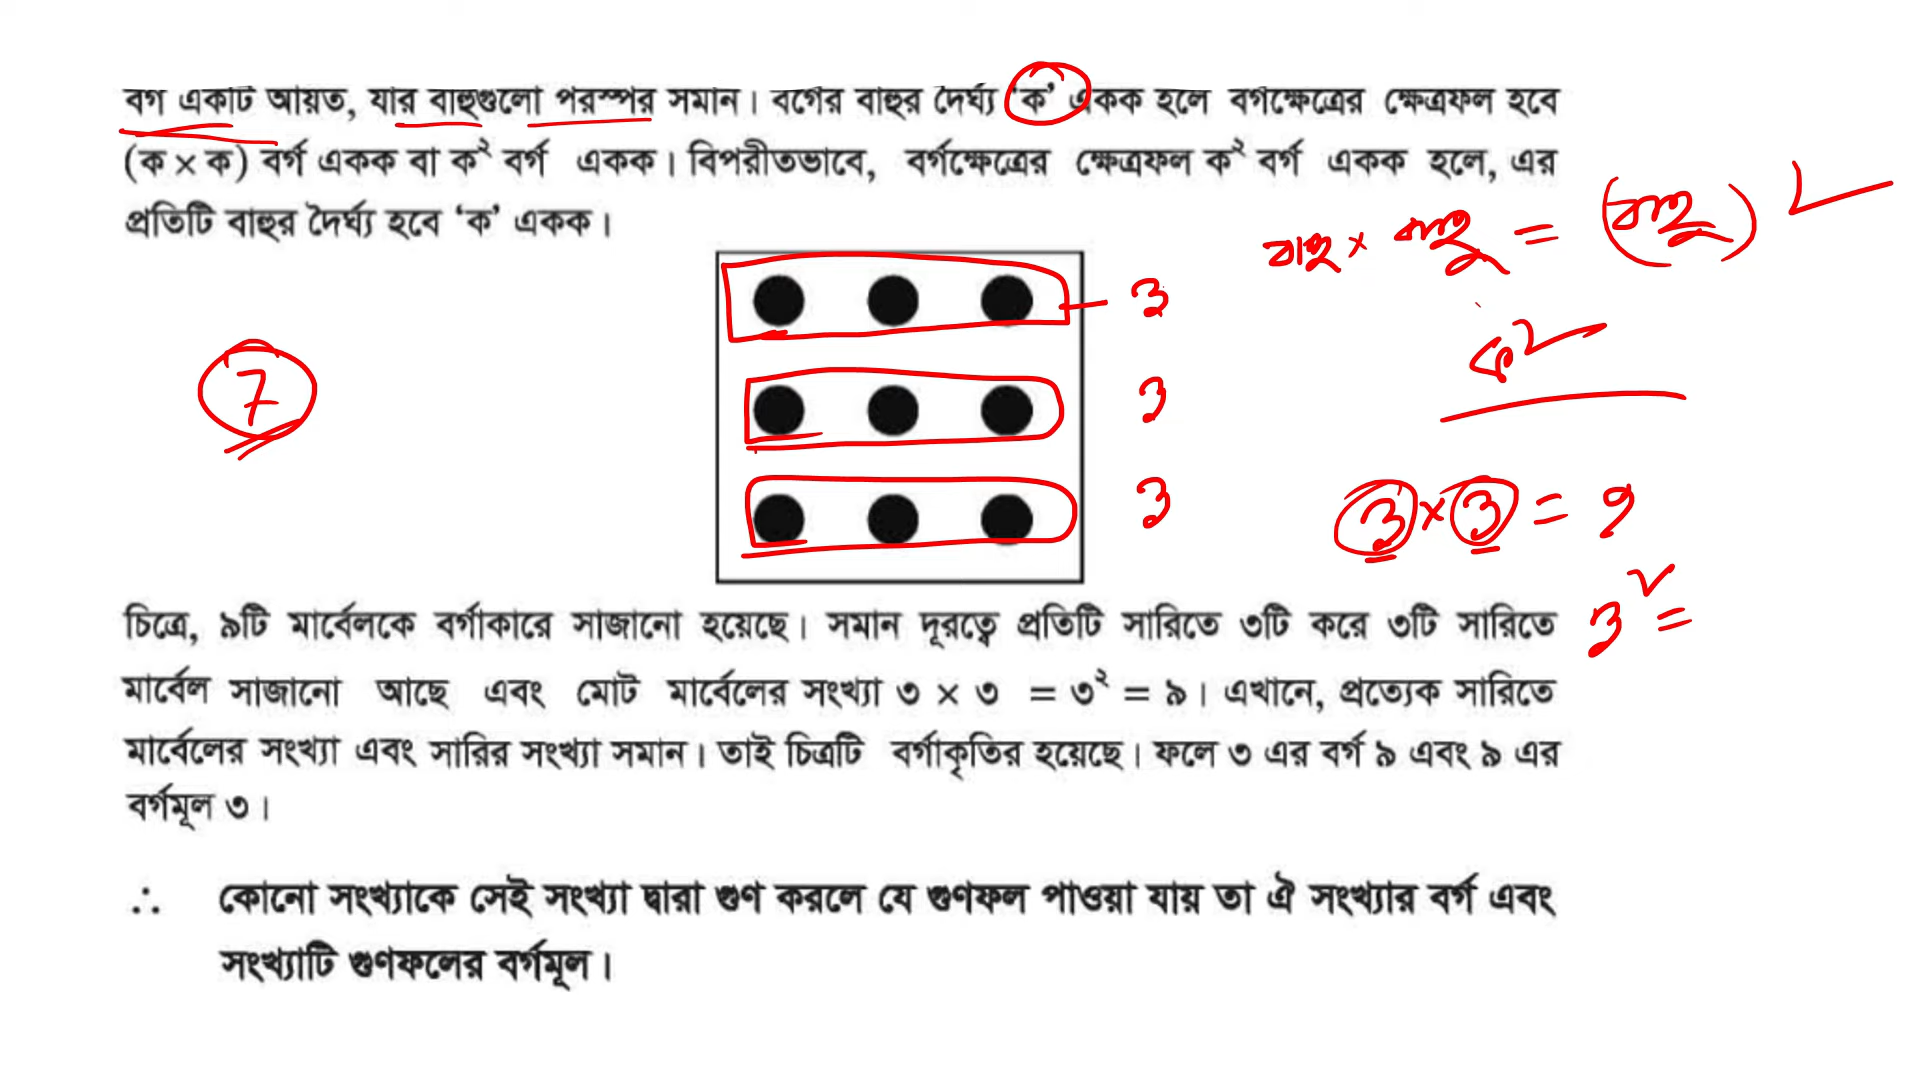 বর্গ একটি আয়ত, যার বাহুগুলো পরস্পর সমান। বর্গের বাহুর দৈর্ঘ্য ‘ক’ একক হলে বর্গক্ষেত্রের ক্ষেত্রফল হবে
(ক × ক) বর্গ একক বা ক² বর্গ একক। বিপরীতভাবে, বর্গক্ষেত্রের ক্ষেত্রফল ক² বর্গ একক হলে, এর
প্রতিটি বাহুর দৈর্ঘ্য হবে ‘ক’ একক।
বাহু × বাহু = (বাহু)²
3
ক²
7
3
3
3×3 = 9
চিত্রে, ৯টি মার্বেলকে বর্গাকারে সাজানো হয়েছে। সমান দূরত্বে প্রতিটি সারিতে ৩টি করে ৩টি সারিতে
3² =
মার্বেল সাজানো আছে এবং মোট মার্বেলের সংখ্যা ৩ × ৩ = ৩² = ৯। এখানে, প্রত্যেক সারিতে
মার্বেলের সংখ্যা এবং সারির সংখ্যা সমান। তাই চিত্রটি বর্গাকৃতির হয়েছে। ফলে ৩ এর বর্গ ৯ এবং ৯ এর
বর্গমূল ৩।
∴ কোনো সংখ্যাকে সেই সংখ্যা দ্বারা গুণ করলে যে গুণফল পাওয়া যায় তা ঐ সংখ্যার বর্গ এবং
সংখ্যাটি গুণফলের বর্গমূল।